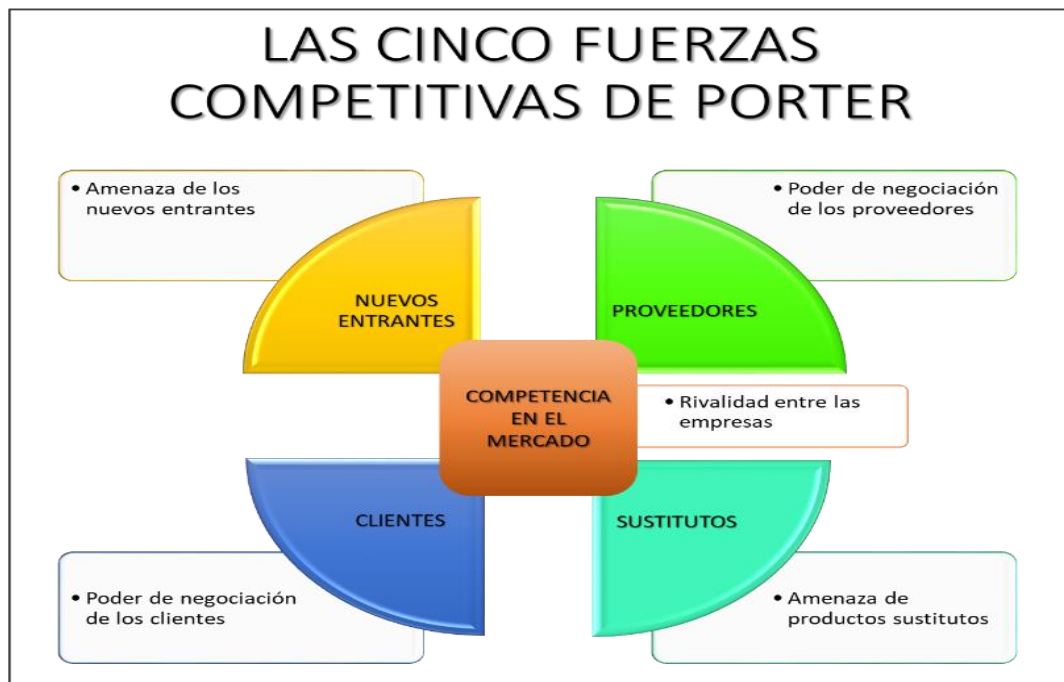 LAS CINCO FUERZAS
COMPETITIVAS DE PORTER
• Amenaza de los
nuevos entrantes
• Poder de negociación
de los proveedores
NUEVOS
ENTRANTES
PROVEEDORES
COMPETENCIA
EN EL
MERCADO
• Rivalidad entre las
empresas
CLIENTES
SUSTITUTOS
• Poder de negociación
de los clientes
• Amenaza de
productos sustitutos